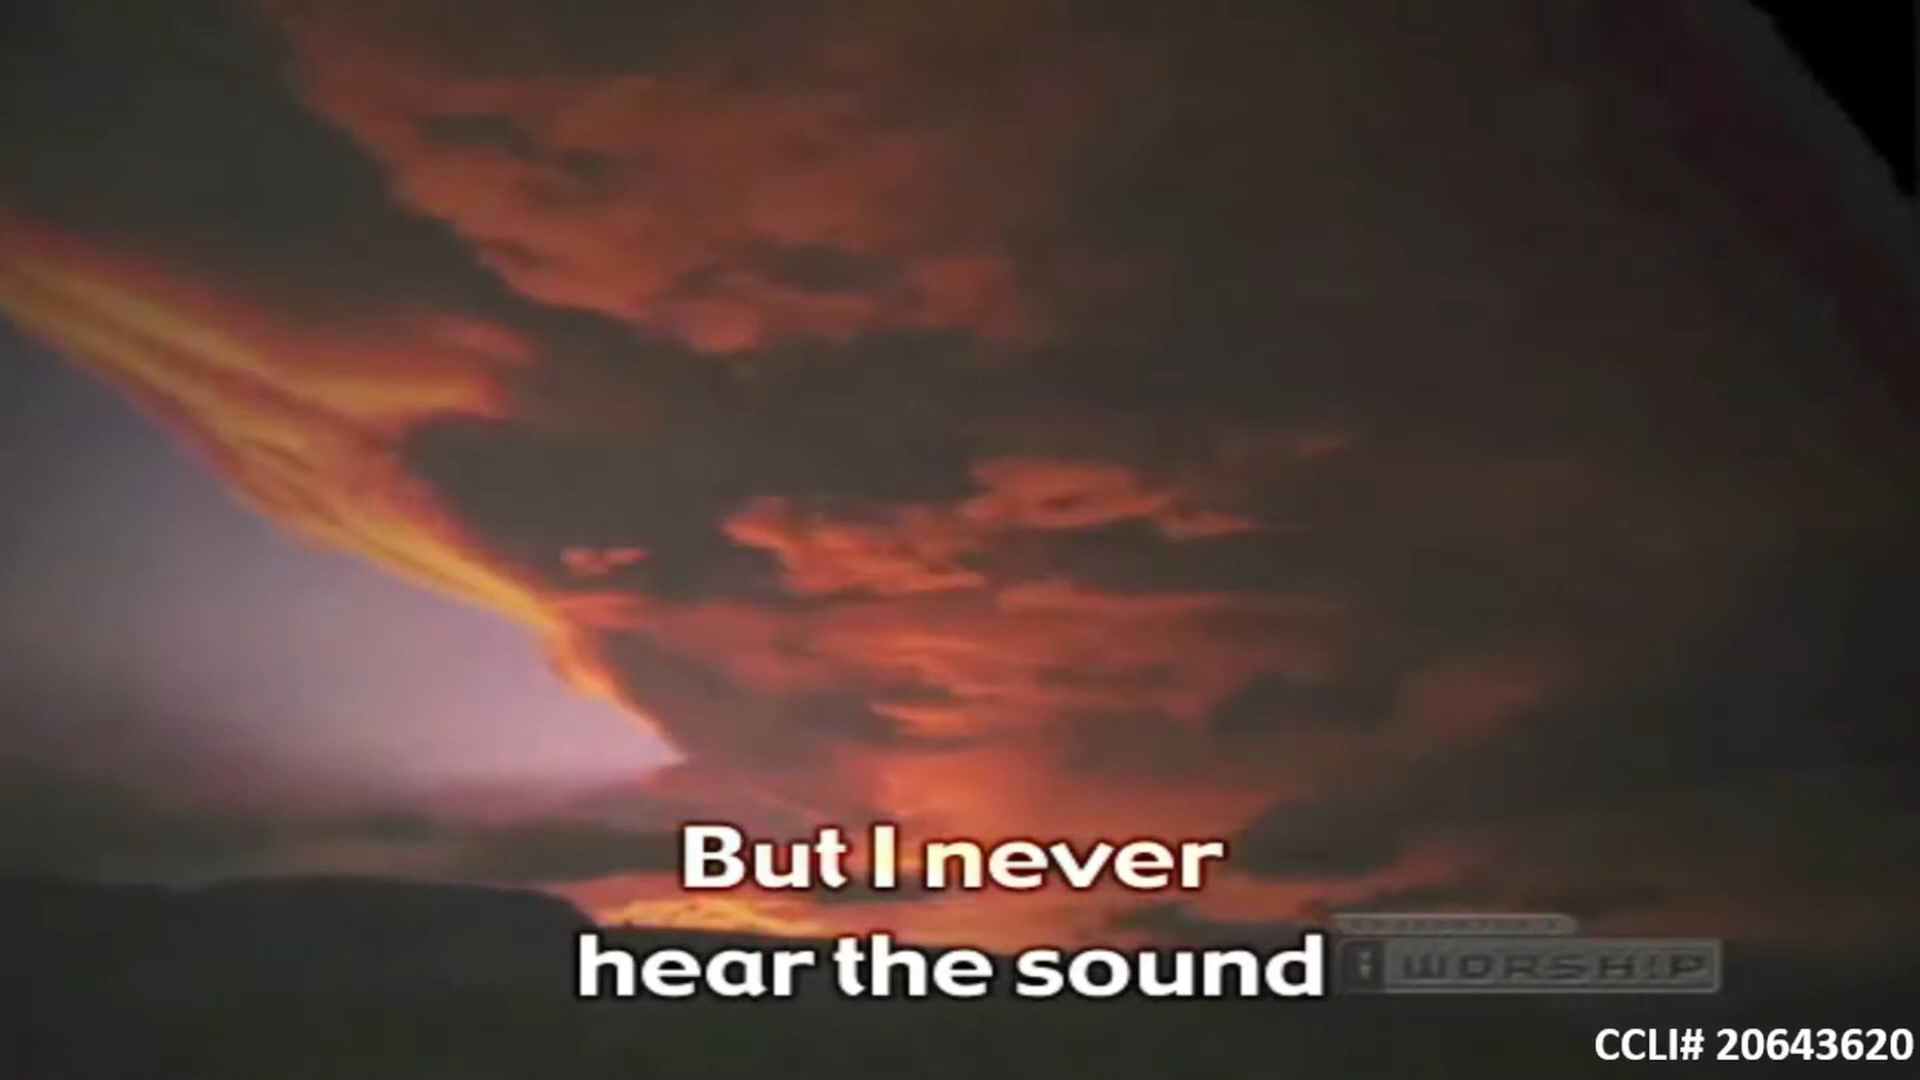 But I never
hear the sound
i WORSHIP
CCLI# 20643620